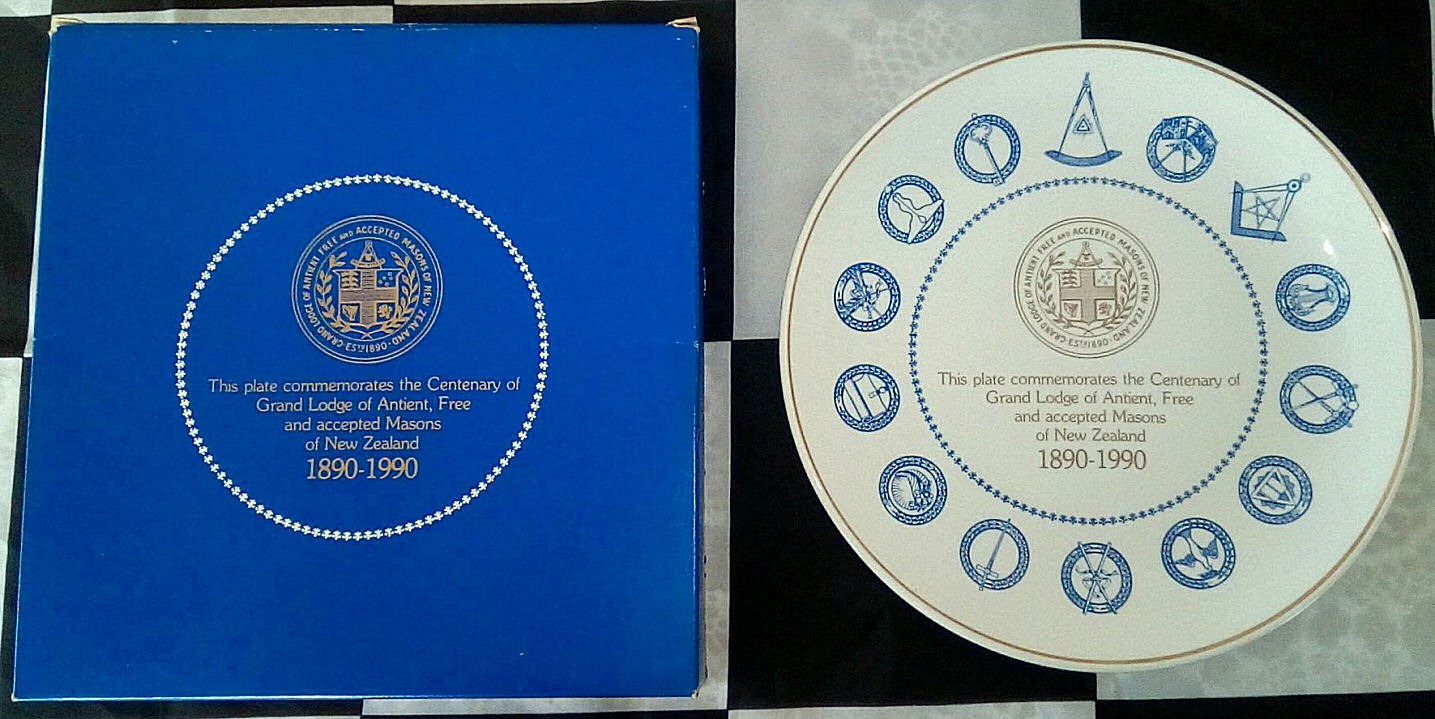 GRAND LODGE OF ANTIENT FREE AND ACCEPTED MASONS OF NEW ZEALAND
·ESTD 1890·
This plate commemorates the Centenary of
Grand Lodge of Antient, Free
and accepted Masons
of New Zealand
1890-1990
GRAND LODGE OF ANTIENT FREE AND ACCEPTED MASONS OF NEW ZEALAND
·ESTD 1890·
This plate commemorates the Centenary of
Grand Lodge of Antient, Free
and accepted Masons
of New Zealand
1890-1990